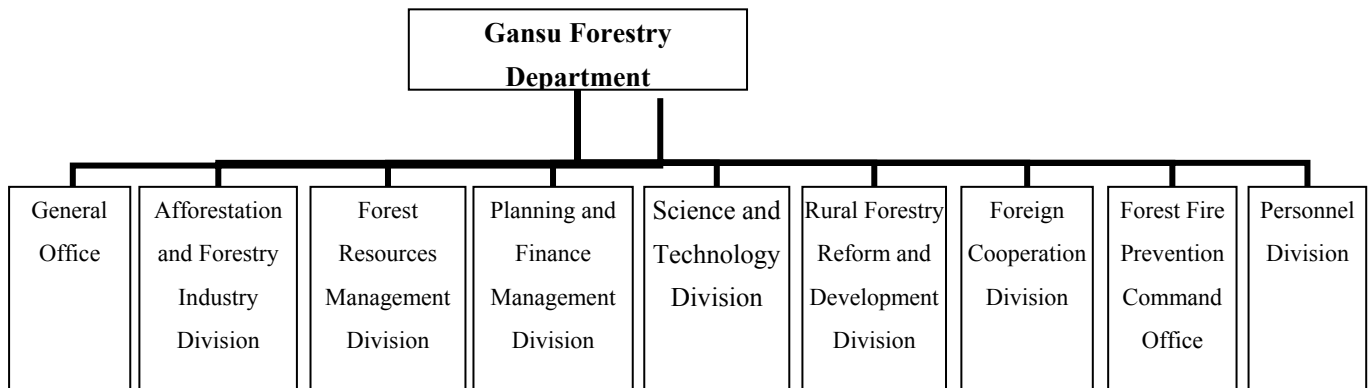 Gansu Forestry
Department
General
Office
Afforestation
and Forestry
Industry
Division
Forest
Resources
Management
Division
Planning and
Finance
Management
Division
Science and
Technology
Division
Rural Forestry
Reform and
Development
Division
Foreign
Cooperation
Division
Forest Fire
Prevention
Command
Office
Personnel
Division